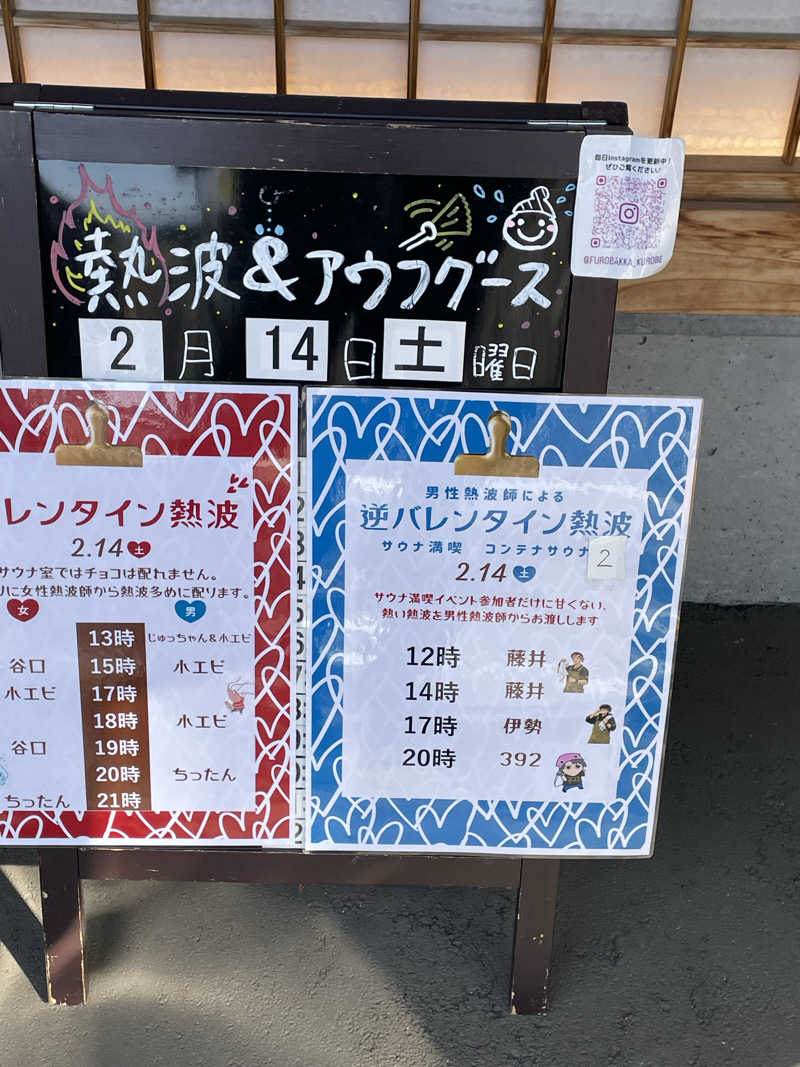 毎日Instagramを更新中!
ぜひご覧ください!
@FUROBAKKA_KUROBE
熱波&アウフグース
2月14日土曜日
レンタイン熱波
2.14土
サウナ室ではチョコは配れません。
りに女性熱波師から熱波多めに配ります。
女 男
13時 じゅっちゃん&小エビ
谷口 15時 小エビ
小エビ 17時
18時 小エビ
谷口 19時
20時 ちったん
ちったん 21時
男性熱波師による
逆バレンタイン熱波
サウナ満喫 コンテナサウナ
2
2.14土
サウナ満喫イベント参加者だけに甘くない、
熱い熱波を男性熱波師からお渡しします
12時 藤井
14時 藤井
17時 伊勢
20時 392